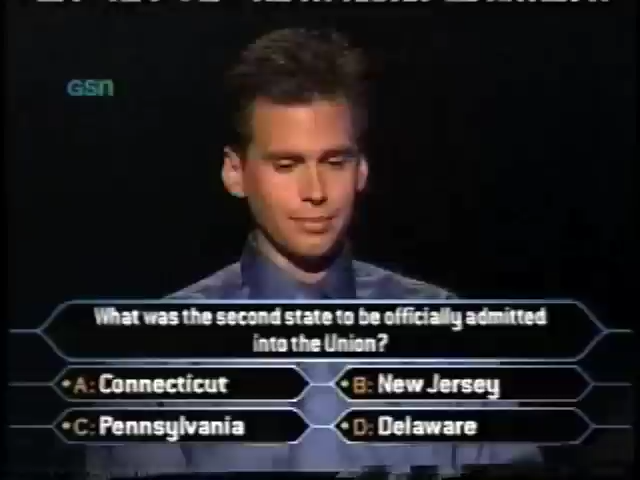 GSN
What was the second state to be officially admitted
into the Union?
A: Connecticut
B: New Jersey
C: Pennsylvania
D: Delaware